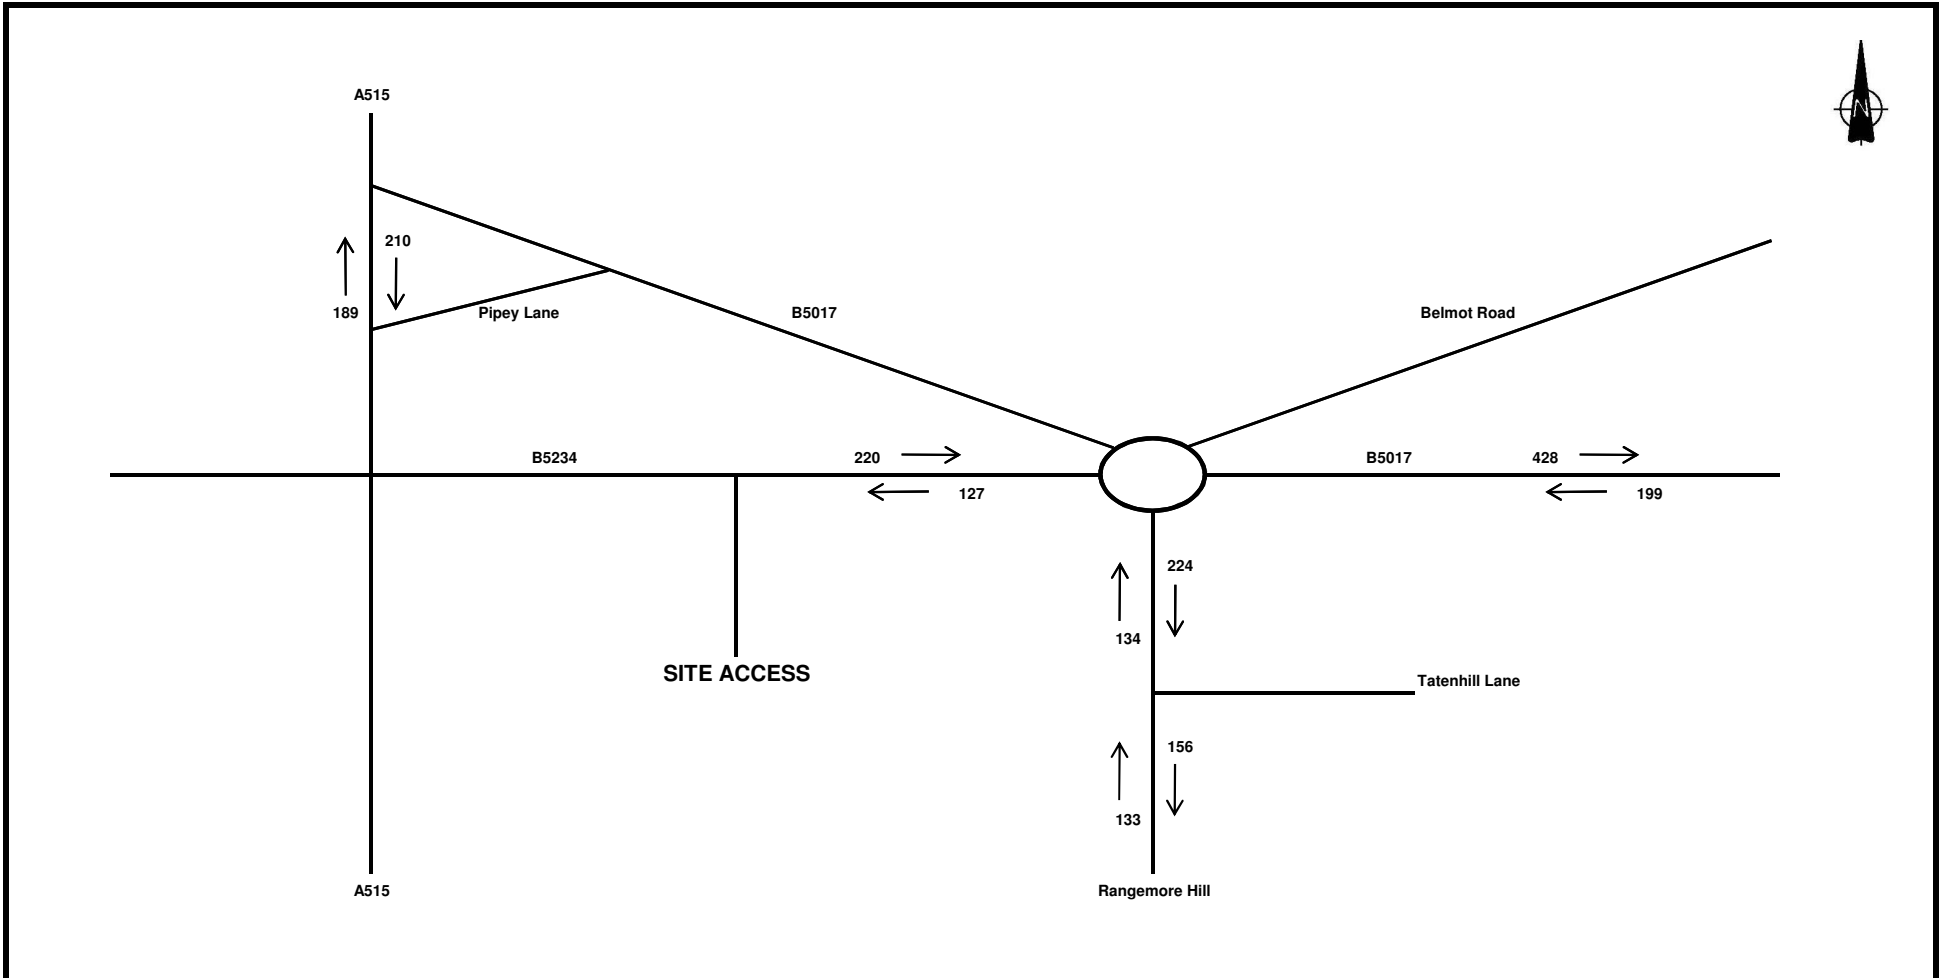 A515
N
210
189
Pipey Lane
B5017
Belmot Road
B5234
220
B5017
428
127
199
224
134
SITE ACCESS
Tatenhill Lane
156
133
A515
Rangemore Hill